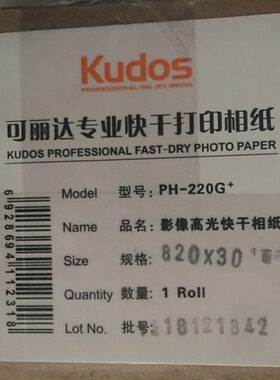 Kudos
PROFESSIONAL INK JET MEDIA
可丽达专业快干打印相纸
KUDOS PROFESSIONAL FAST-DRY PHOTO PAPER
Model 型号: PH-220G+
Name 品名: 影像高光快干相纸
Size 规格: 820X30
Quantity 数量: 1 Roll
Lot No. 批号: 218121842
6928694112318